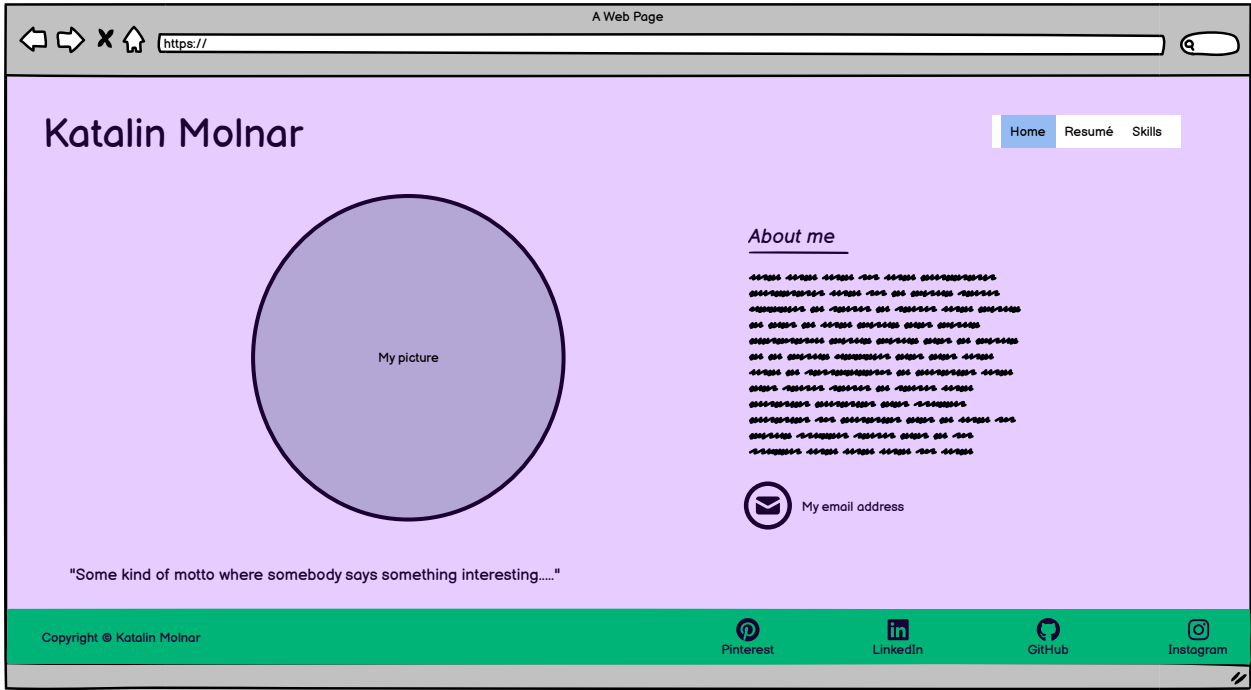 A Web Page
https://
Katalin Molnar
Home Resumé Skills
About me
My picture
My email address
"Some kind of motto where somebody says something interesting....."
Copyright © Katalin Molnar
Pinterest
LinkedIn
GitHub
Instagram